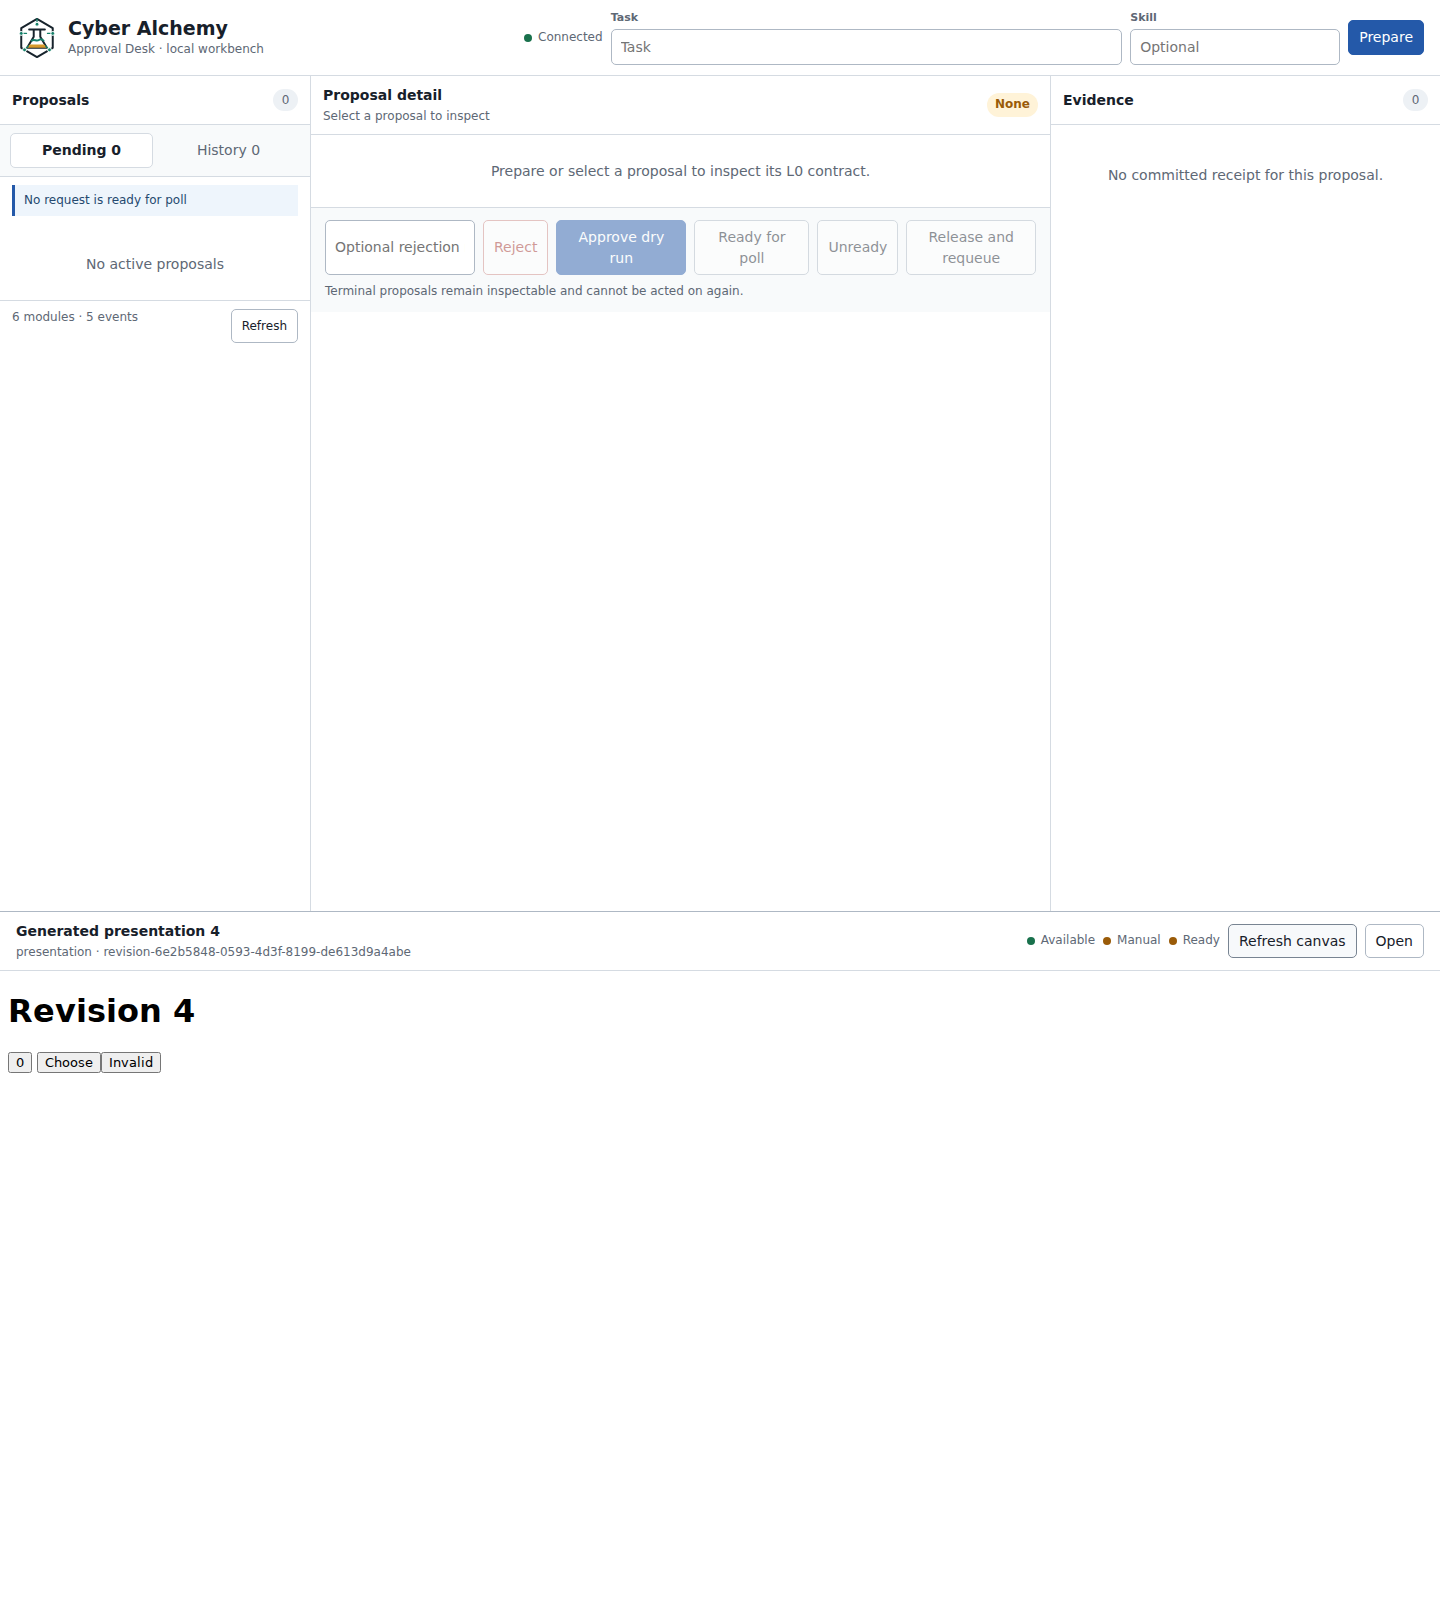 Cyber Alchemy
Approval Desk · local workbench
Connected
Task
Task
Skill
Optional
Prepare
Proposals
0
Pending 0
History 0
No request is ready for poll
No active proposals
6 modules · 5 events
Refresh
Proposal detail
Select a proposal to inspect
None
Prepare or select a proposal to inspect its L0 contract.
Optional rejection
Reject
Approve dry
run
Ready for
poll
Unready
Release and
requeue
Terminal proposals remain inspectable and cannot be acted on again.
Evidence
0
No committed receipt for this proposal.
Generated presentation 4
presentation · revision-6e2b5848-0593-4d3f-8199-de613d9a4abe
Available
Manual
Ready
Refresh canvas
Open
Revision 4
0
Choose
Invalid